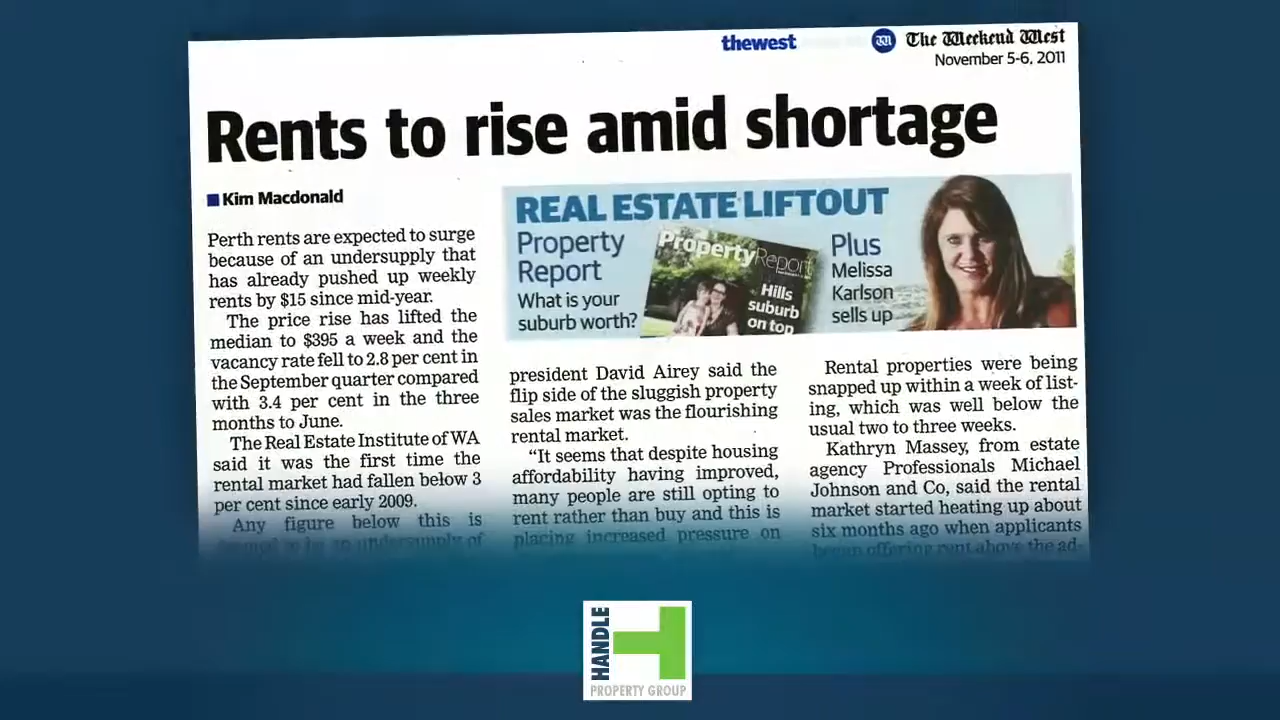 thewest
The Weekend West
November 5-6, 2011
Rents to rise amid shortage
Kim Macdonald
Perth rents are expected to surge
because of an undersupply that
has already pushed up weekly
rents by $15 since mid-year.
The price rise has lifted the
median to $395 a week and the
vacancy rate fell to 2.8 per cent in
the September quarter compared
with 3.4 per cent in the three
months to June.
The Real Estate Institute of WA
said it was the first time the
rental market had fallen below 3
per cent since early 2009.
Any figure below this is
REAL ESTATE LIFTOUT
Property
Report
What is your
suburb worth?
PropertyReport
Hills
suburb
on top
Plus
Melissa
Karlson
sells up
president David Airey said the
flip side of the sluggish property
sales market was the flourishing
rental market.
“It seems that despite housing
affordability having improved,
many people are still opting to
rent rather than buy and this is
placing increased pressure on
Rental properties were being
snapped up within a week of list-
ing, which was well below the
usual two to three weeks.
Kathryn Massey, from estate
agency Professionals Michael
Johnson and Co, said the rental
market started heating up about
six months ago when applicants
began offering rent above the ad-
HANDLE
PROPERTY GROUP